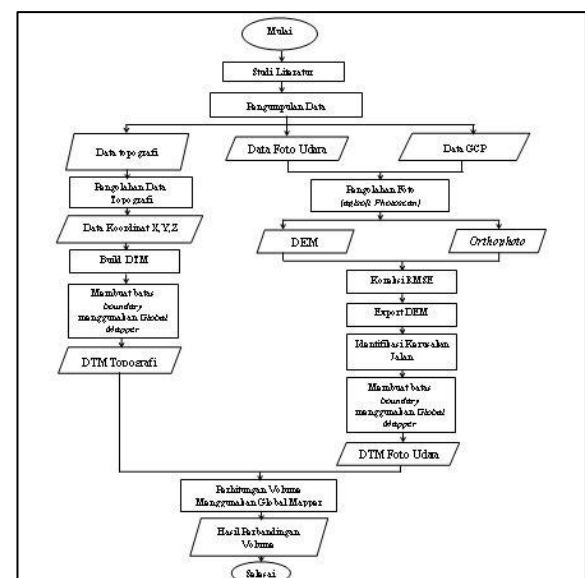 Mulai
Studi Literatur
Pengumpulan Data
Data topografi
Data Foto Udara
Data GCP
Pengolahan Data
Topografi
Pengolahan Foto
(agisoft Photoscan)
Data Koordinat X,Y,Z
DEM
Orthophoto
Build DTM
Koreksi RMSE
Membuat batas
boundary
menggunakan Global
Mapper
Export DEM
Identifikasi Kerusakan
Jalan
DTM Topografi
Membuat batas
boundary
menggunakan Global
Mapper
DTM Foto Udara
Perhitungan Volume
Menggunakan Global Mapper
Hasil Perbandingan
Volume
Selesai